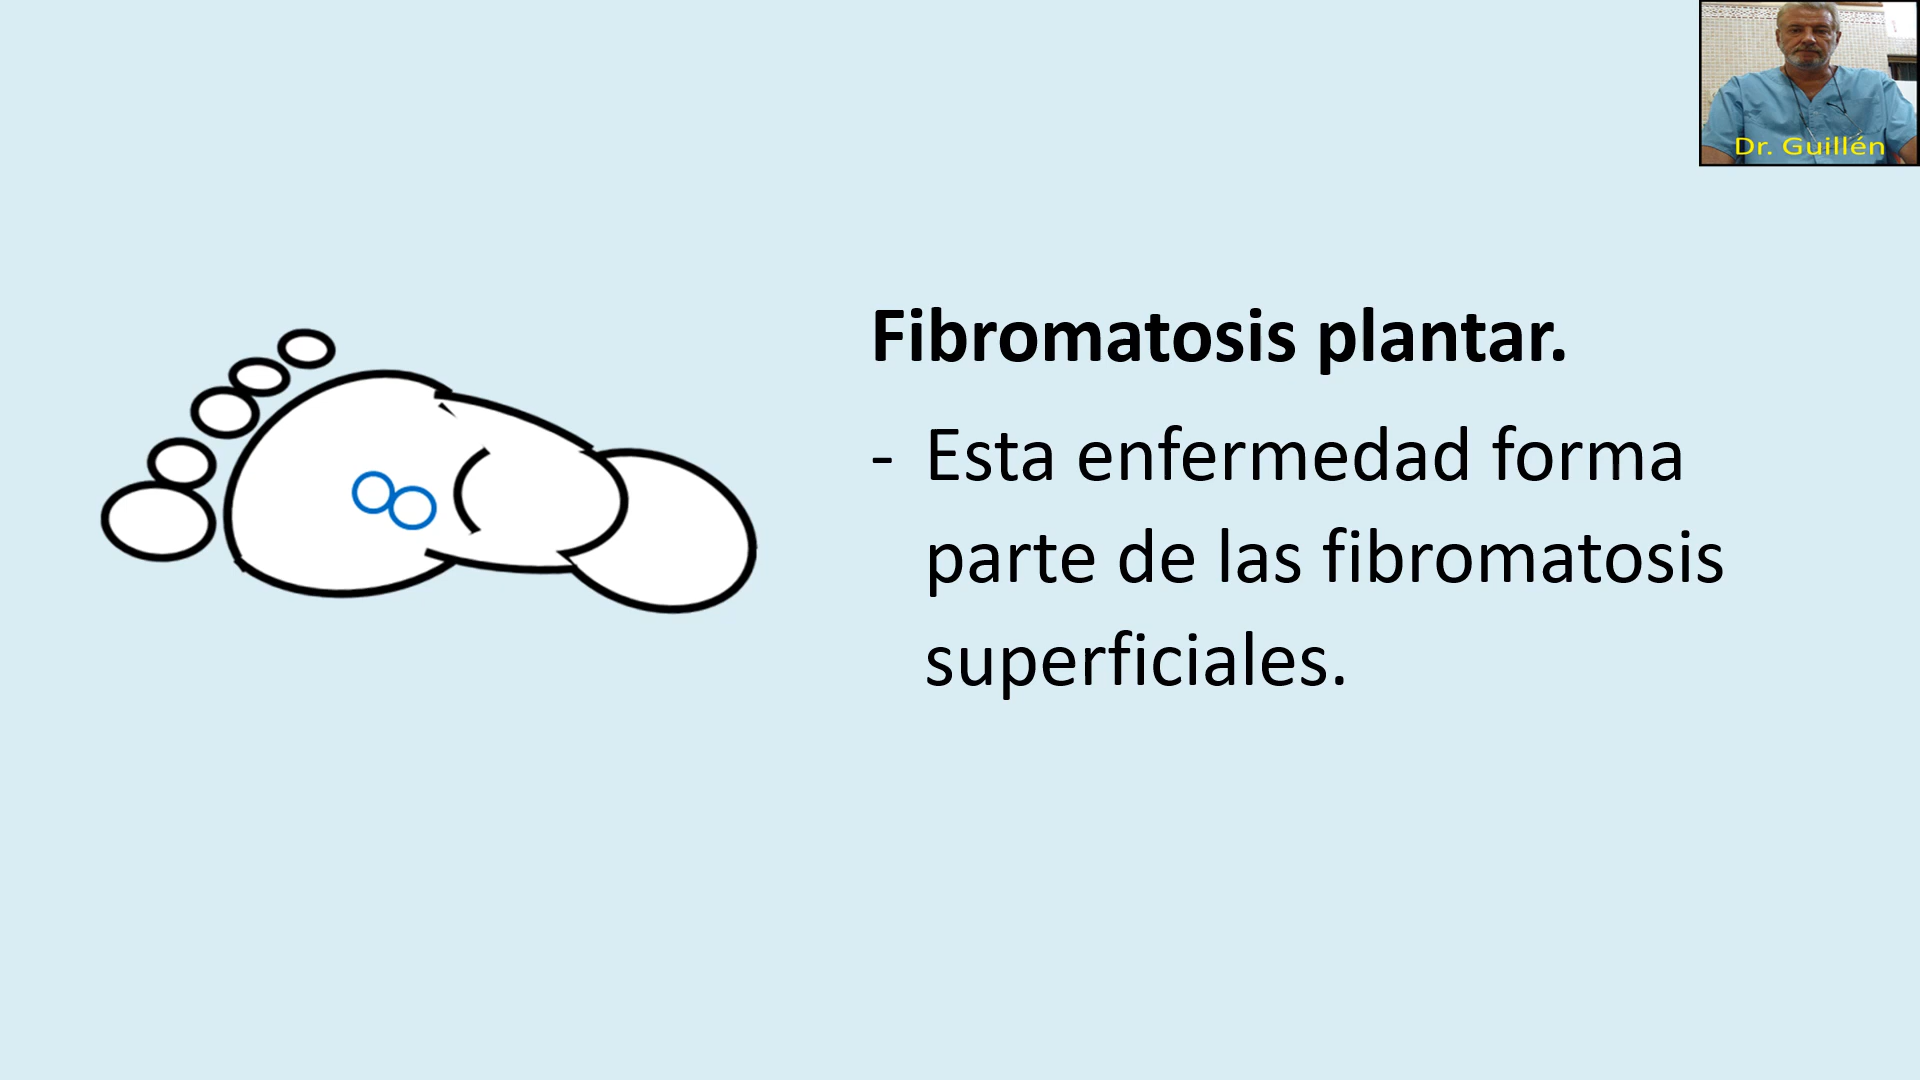 Dr. Guillén
Fibromatosis plantar.
- Esta enfermedad forma
parte de las fibromatosis
superficiales.